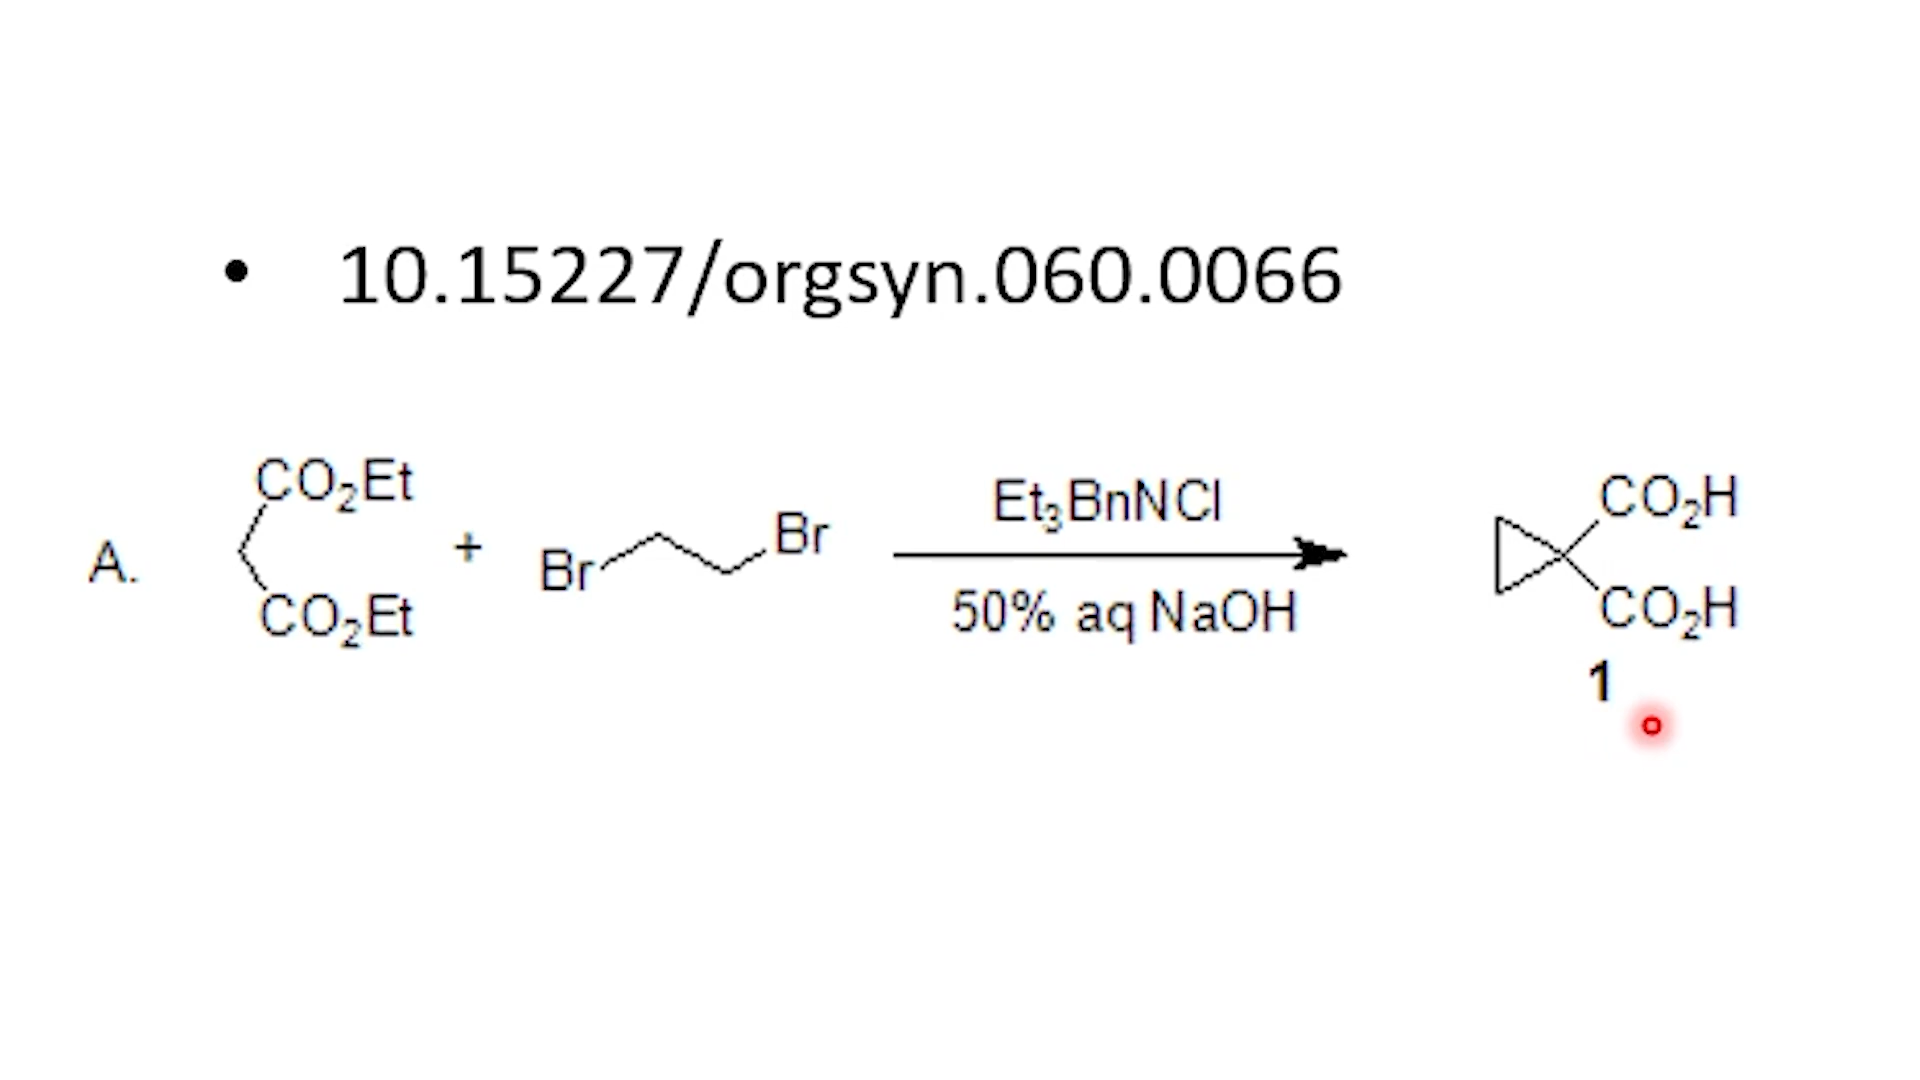 • 10.15227/orgsyn.060.0066
A.
CO₂Et
CO₂Et
+
Br
Br
Et₃BnNCl
50% aq NaOH
CO₂H
CO₂H
1